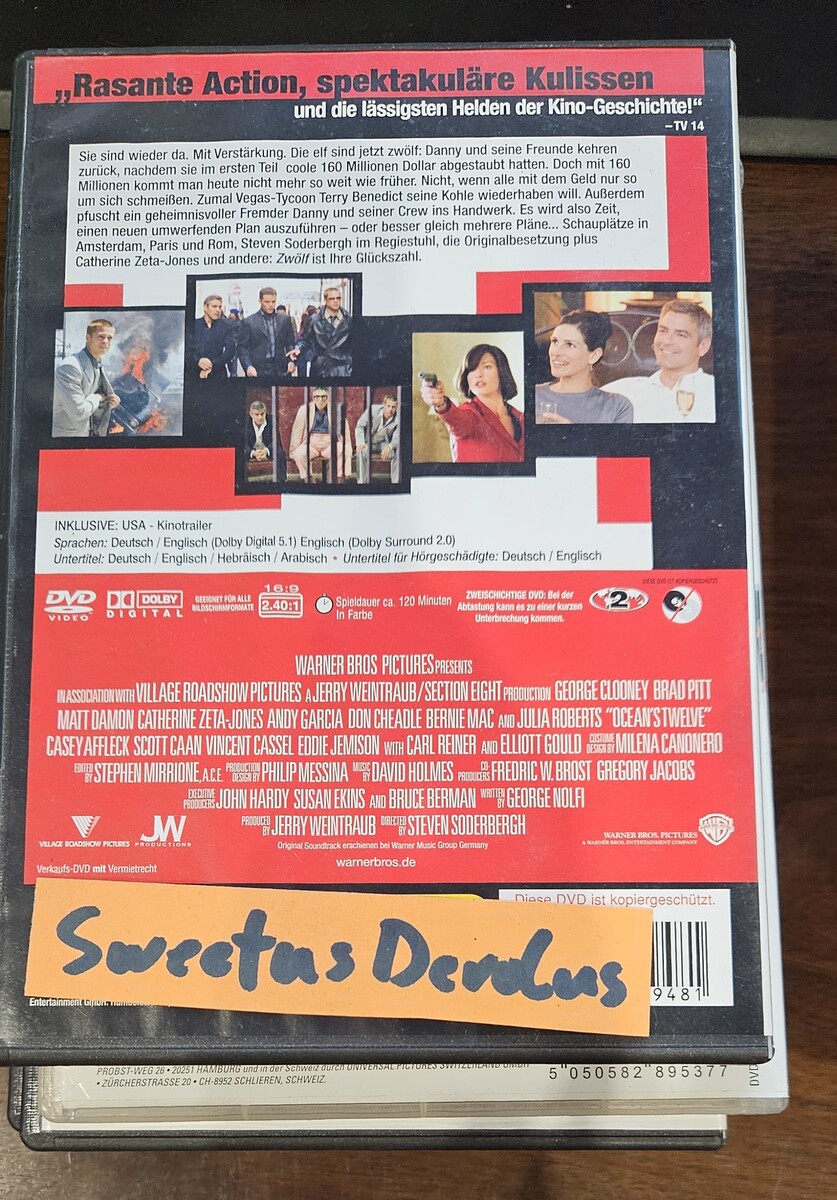 „Rasante Action, spektakuläre Kulissen
und die lässigsten Helden der Kino-Geschichte!“
– TV 14
Sie sind wieder da. Mit Verstärkung. Die elf sind jetzt zwölf: Danny und seine Freunde kehren
zurück, nachdem sie im ersten Teil coole 160 Millionen Dollar abgestaubt hatten. Doch mit 160
Millionen kommt man heute nicht mehr so weit wie früher. Nicht, wenn alle mit dem Geld nur so
um sich schmeißen. Zumal Vegas-Tycoon Terry Benedict seine Kohle wiederhaben will. Außerdem
pfuscht ein geheimnisvoller Fremder Danny und seiner Crew ins Handwerk. Es wird also Zeit,
einen neuen umwerfenden Plan auszuführen – oder besser gleich mehrere Pläne... Schauplätze in
Amsterdam, Paris und Rom, Steven Soderbergh im Regiestuhl, die Originalbesetzung plus
Catherine Zeta-Jones und andere: Zwölf ist Ihre Glückszahl.
INKLUSIVE: USA - Kinotrailer
Sprachen: Deutsch / Englisch (Dolby Digital 5.1) Englisch (Dolby Surround 2.0)
Untertitel: Deutsch / Englisch / Hebräisch / Arabisch • Untertitel für Hörgeschädigte: Deutsch / Englisch
DIESE DVD IST KOPIERGESCHÜTZT
DVD VIDEO
DOLBY DIGITAL
GEEIGNET FÜR ALLE
BILDSCHIRMFORMATE
16:9
2.40:1
Spieldauer ca. 120 Minuten
In Farbe
ZWEISCHICHTIGE DVD: Bei der
Abtastung kann es zu einer kurzen
Unterbrechung kommen.
2
WARNER BROS PICTURES PRESENTS
IN ASSOCIATION WITH VILLAGE ROADSHOW PICTURES A JERRY WEINTRAUB/SECTION EIGHT PRODUCTION GEORGE CLOONEY BRAD PITT
MATT DAMON CATHERINE ZETA-JONES ANDY GARCIA DON CHEADLE BERNIE MAC AND JULIA ROBERTS “OCEAN'S TWELVE”
CASEY AFFLECK SCOTT CAAN VINCENT CASSEL EDDIE JEMISON WITH CARL REINER AND ELLIOTT GOULD COSTUME DESIGN BY MILENA CANONERO
EDITED BY STEPHEN MIRRIONE, A.C.E. PRODUCTION DESIGN BY PHILIP MESSINA MUSIC BY DAVID HOLMES CO-PRODUCERS FREDRIC W. BROST GREGORY JACOBS
EXECUTIVE PRODUCERS JOHN HARDY SUSAN EKINS AND BRUCE BERMAN WRITTEN BY GEORGE NOLFI
PRODUCED BY JERRY WEINTRAUB DIRECTED BY STEVEN SODERBERGH
Original Soundtrack erschienen bei Warner Music Group Germany
warnerbros.de
VILLAGE ROADSHOW PICTURES
JW
PRODUCTIONS
WARNER BROS. PICTURES
A WARNER BROS. ENTERTAINMENT COMPANY
WB
Verkaufs-DVD mit Vermietrecht
Diese DVD ist kopiergeschützt.
Sweetus Derolus
9481
PROBST-WEG 26 • 20251 HAMBURG und in der Schweiz durch UNIVERSAL PICTURES SWITZERLAND GMBH
• ZÜRCHERSTRASSE 20 • CH-8952 SCHLIEREN, SCHWEIZ.
5 050582 895377
DVD